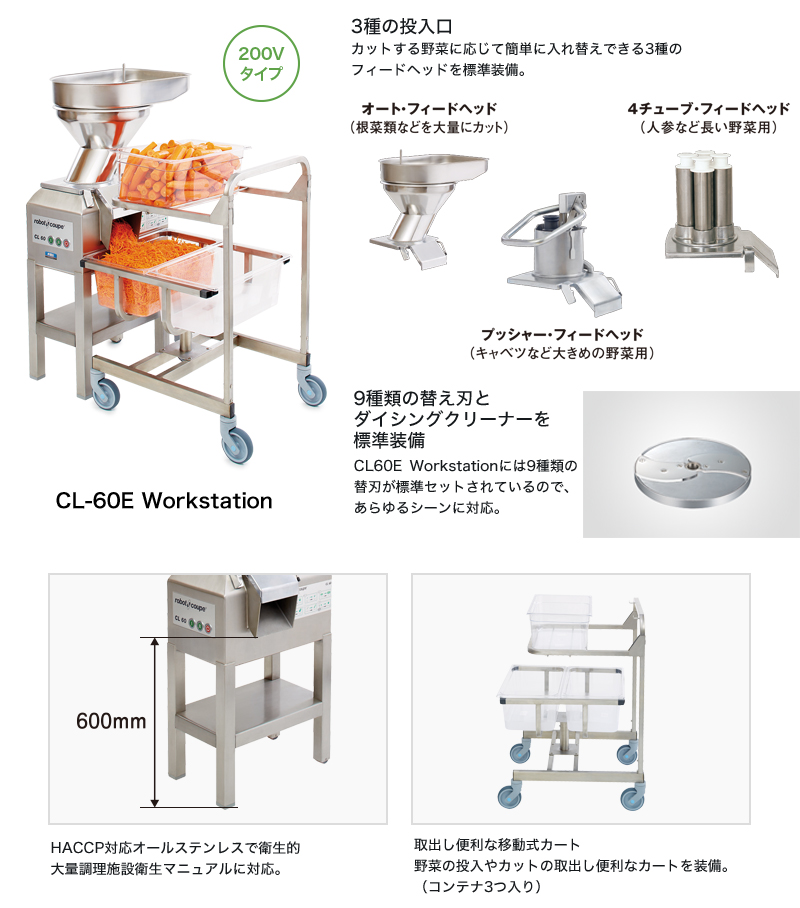 3種の投入口
カットする野菜に応じて簡単に入れ替えできる3種の
フィードヘッドを標準装備。
200V
タイプ
オート・フィードヘッド
（根菜類などを大量にカット）
4チューブ・フィードヘッド
（人参など長い野菜用）
robot coupe
CL 60
プッシャー・フィードヘッド
（キャベツなど大きめの野菜用）
9種類の替え刃と
ダイシングクリーナーを
標準装備
CL60E Workstationには9種類の
替刃が標準セットされているので、
あらゆるシーンに対応。
CL-60E Workstation
robot coupe
CL 60
600mm
HACCP対応オールステンレスで衛生的
大量調理施設衛生マニュアルに対応。
取出し便利な移動式カート
野菜の投入やカットの取出し便利なカートを装備。
（コンテナ3つ入り）